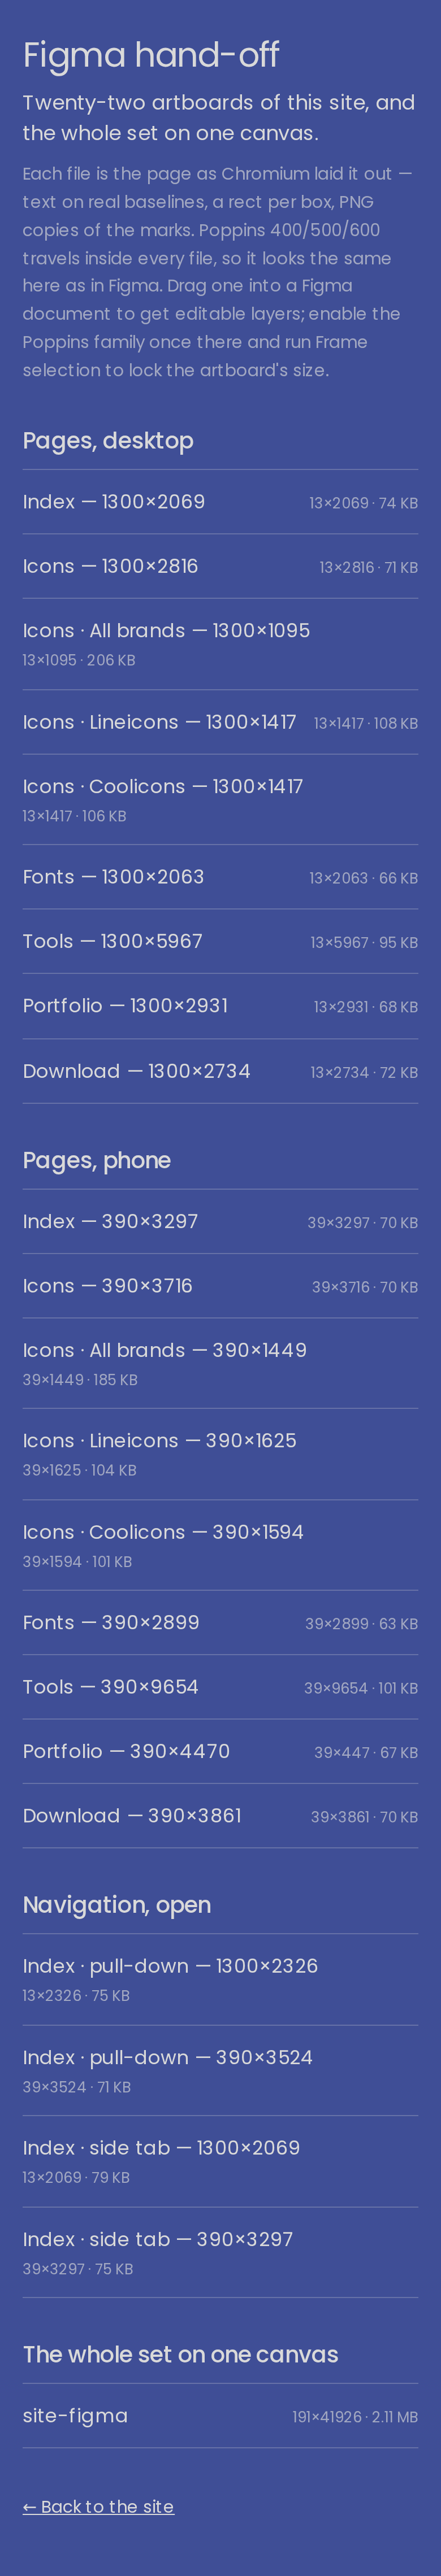 Figma hand-off
Twenty-two artboards of this site, and
the whole set on one canvas.
Each file is the page as Chromium laid it out —
text on real baselines, a rect per box, PNG
copies of the marks. Poppins 400/500/600
travels inside every file, so it looks the same
here as in Figma. Drag one into a Figma
document to get editable layers; enable the
Poppins family once there and run Frame
selection to lock the artboard's size.
Pages, desktop
Index — 1300×2069 13×2069 · 74 KB
Icons — 1300×2816 13×2816 · 71 KB
Icons · All brands — 1300×1095
13×1095 · 206 KB
Icons · Lineicons — 1300×1417 13×1417 · 108 KB
Icons · Coolicons — 1300×1417
13×1417 · 106 KB
Fonts — 1300×2063 13×2063 · 66 KB
Tools — 1300×5967 13×5967 · 95 KB
Portfolio — 1300×2931 13×2931 · 68 KB
Download — 1300×2734 13×2734 · 72 KB
Pages, phone
Index — 390×3297 39×3297 · 70 KB
Icons — 390×3716 39×3716 · 70 KB
Icons · All brands — 390×1449
39×1449 · 185 KB
Icons · Lineicons — 390×1625
39×1625 · 104 KB
Icons · Coolicons — 390×1594
39×1594 · 101 KB
Fonts — 390×2899 39×2899 · 63 KB
Tools — 390×9654 39×9654 · 101 KB
Portfolio — 390×4470 39×447 · 67 KB
Download — 390×3861 39×3861 · 70 KB
Navigation, open
Index · pull-down — 1300×2326
13×2326 · 75 KB
Index · pull-down — 390×3524
39×3524 · 71 KB
Index · side tab — 1300×2069
13×2069 · 79 KB
Index · side tab — 390×3297
39×3297 · 75 KB
The whole set on one canvas
site-figma 191×41926 · 2.11 MB
← Back to the site